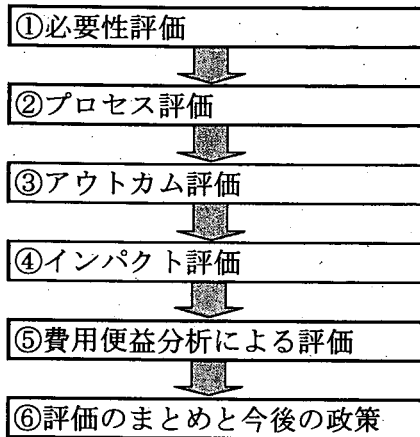 ①必要性評価
②プロセス評価
③アウトカム評価
④インパクト評価
⑤費用便益分析による評価
⑥評価のまとめと今後の政策